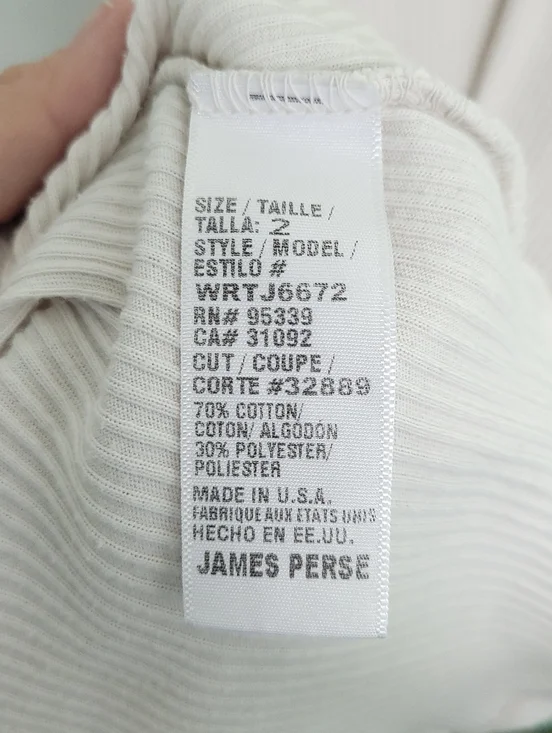 SIZE / TAILLE /
TALLA: 2
STYLE / MODEL /
ESTILO #
WRTJ6672
RN# 95339
CA# 31092
CUT / COUPE /
CORTE #32889
70% COTTON/
COTON/ ALGODÓN
30% POLYESTER/
POLIESTER
MADE IN U.S.A.
FABRIQUE AUX ETATS UNIS
HECHO EN EE.UU.
JAMES PERSE